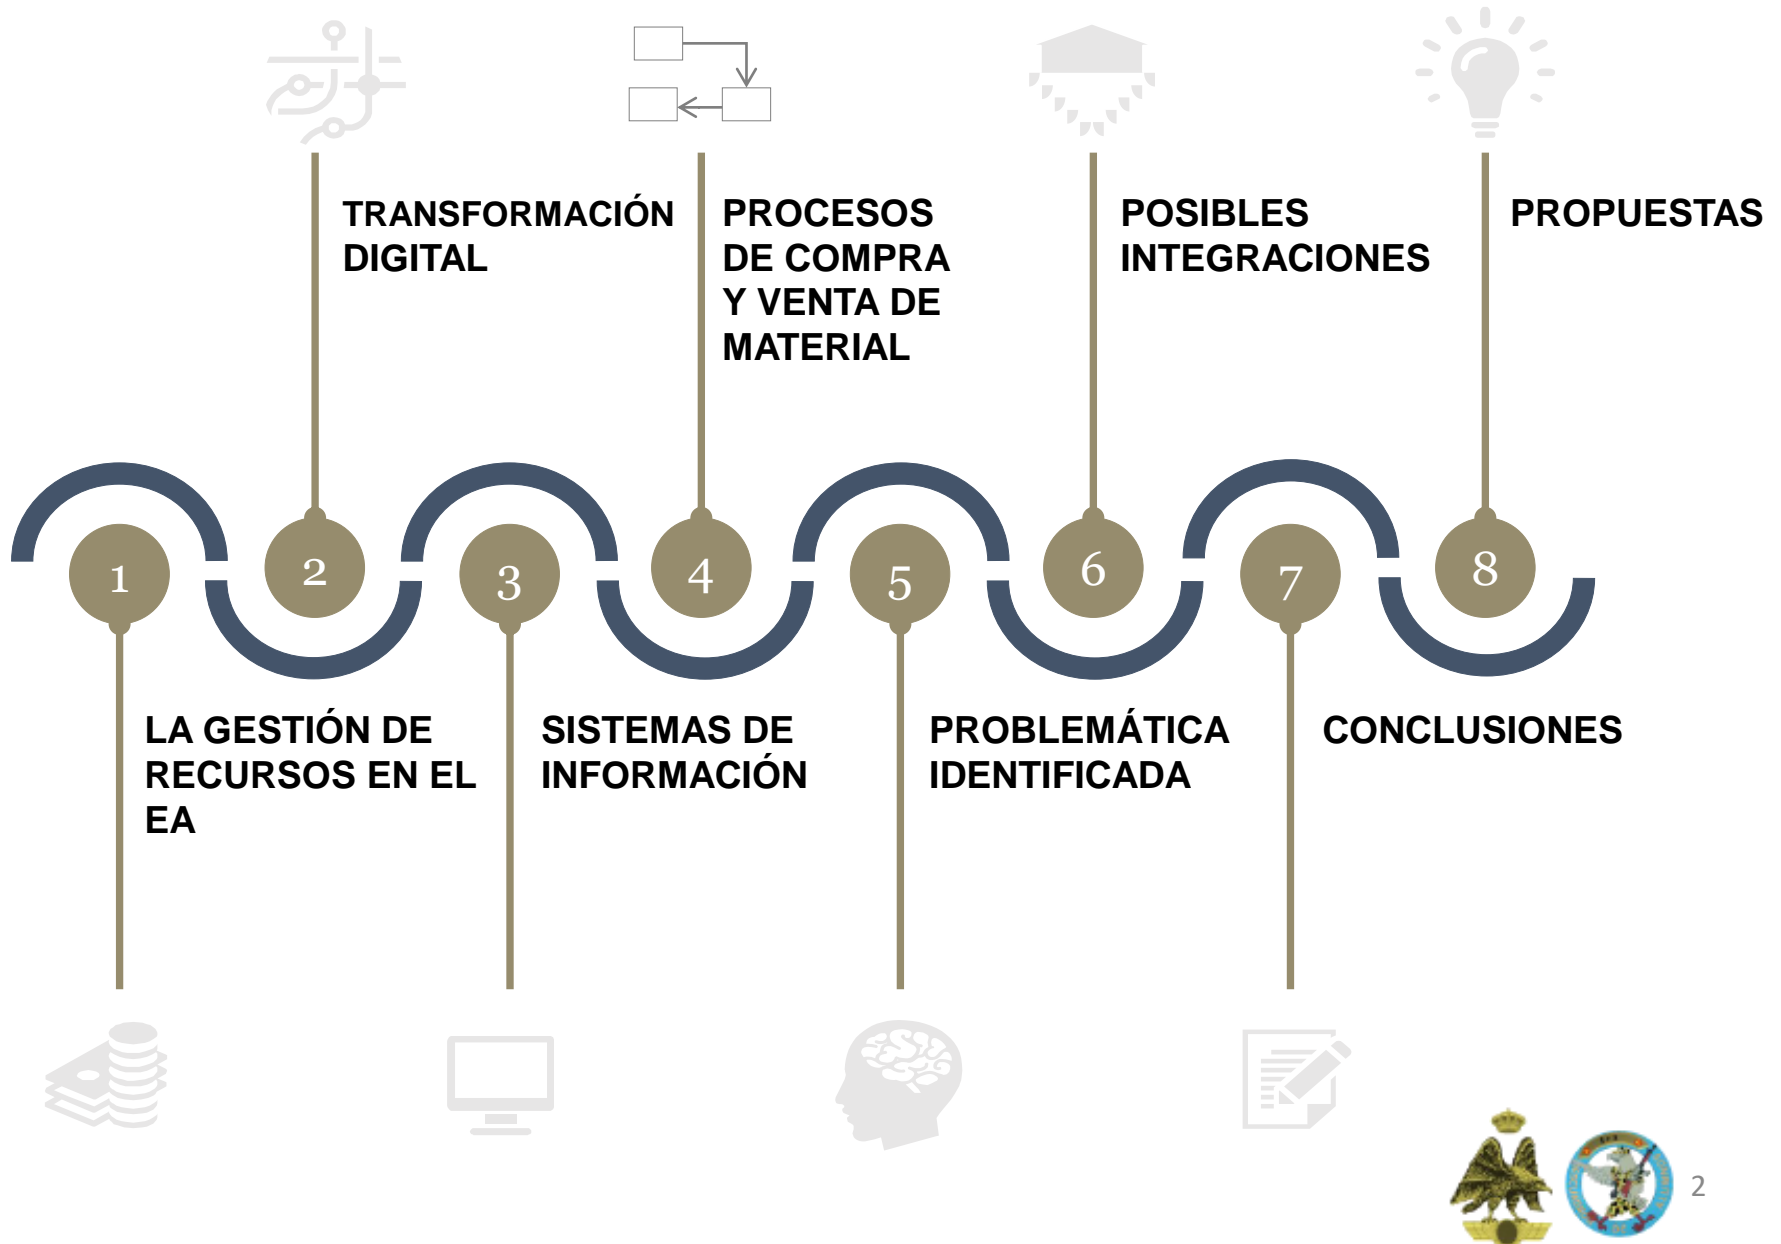 TRANSFORMACIÓN
DIGITAL
PROCESOS
DE COMPRA
Y VENTA DE
MATERIAL
POSIBLES
INTEGRACIONES
PROPUESTAS
1
2
3
4
5
6
7
8
LA GESTIÓN DE
RECURSOS EN EL
EA
SISTEMAS DE
INFORMACIÓN
PROBLEMÁTICA
IDENTIFICADA
CONCLUSIONES
2